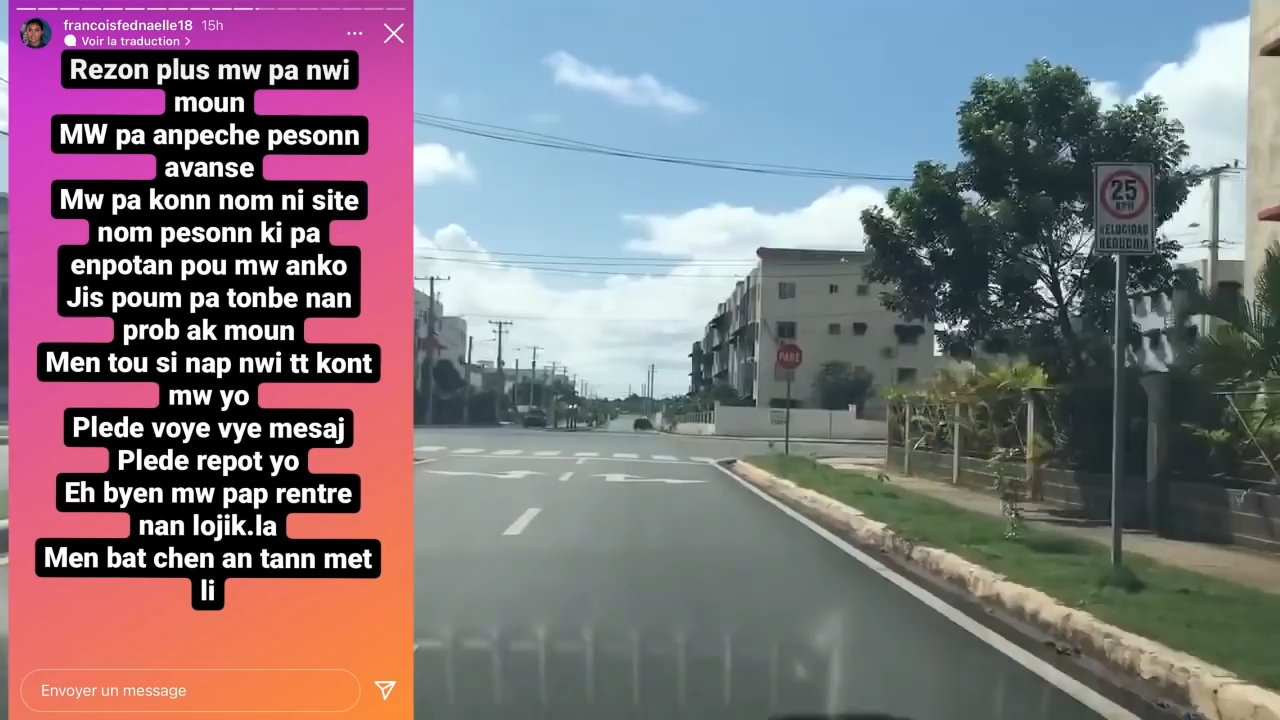 francoisfednaelle18 15h
Voir la traduction >
Rezon plus mw pa nwi
moun
MW pa anpeche pesonn
avanse
Mw pa konn nom ni site
nom pesonn ki pa
enpotan pou mw anko
Jis poum pa tonbe nan
prob ak moun
Men tou si nap nwi tt kont
mw yo
Plede voye vye mesaj
Plede repot yo
Eh byen mw pap rentre
nan lojik.la
Men bat chen an tann met
li
Envoyer un message
PARE
25
KPH
VELOCIDAD
REDUCIDA